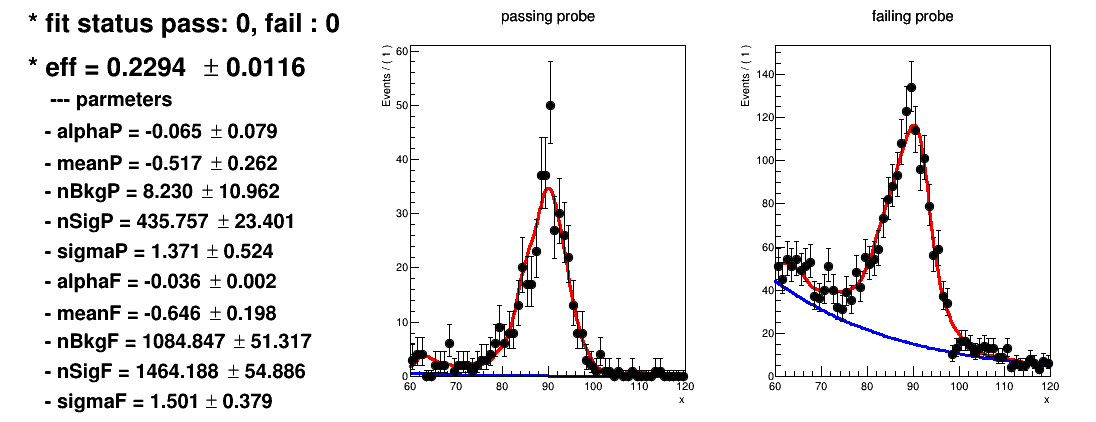 * fit status pass: 0, fail : 0
* eff = 0.2294 ± 0.0116
--- parmeters
- alphaP = -0.065 ± 0.079
- meanP = -0.517 ± 0.262
- nBkgP = 8.230 ± 10.962
- nSigP = 435.757 ± 23.401
- sigmaP = 1.371 ± 0.524
- alphaF = -0.036 ± 0.002
- meanF = -0.646 ± 0.198
- nBkgF = 1084.847 ± 51.317
- nSigF = 1464.188 ± 54.886
- sigmaF = 1.501 ± 0.379
passing probe
Events / ( 1 )
60
50
40
30
20
10
0
60 70 80 90 100 110 120
x
failing probe
Events / ( 1 )
140
120
100
80
60
40
20
0
60 70 80 90 100 110 120
x